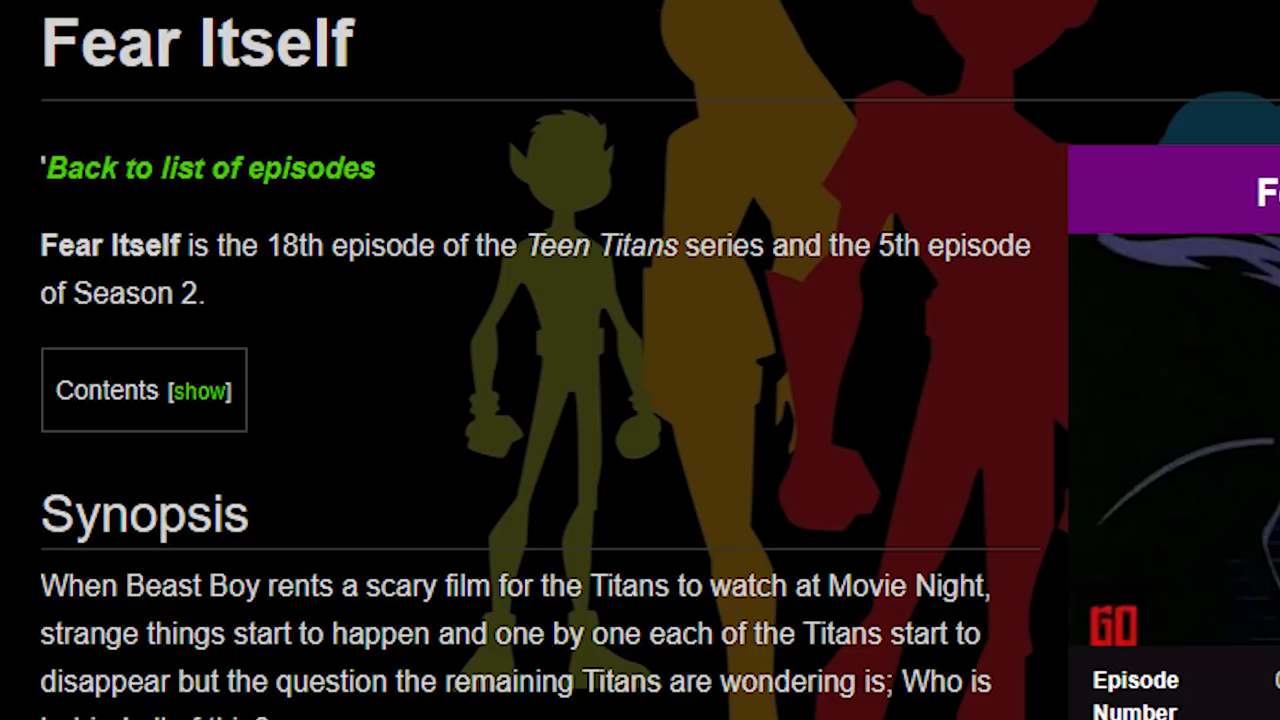 Fear Itself
'Back to list of episodes
Fear Itself is the 18th episode of the Teen Titans series and the 5th episode
of Season 2.
Contents [show]
Synopsis
When Beast Boy rents a scary film for the Titans to watch at Movie Night,
strange things start to happen and one by one each of the Titans start to
disappear but the question the remaining Titans are wondering is; Who is
GO
Episode
Number